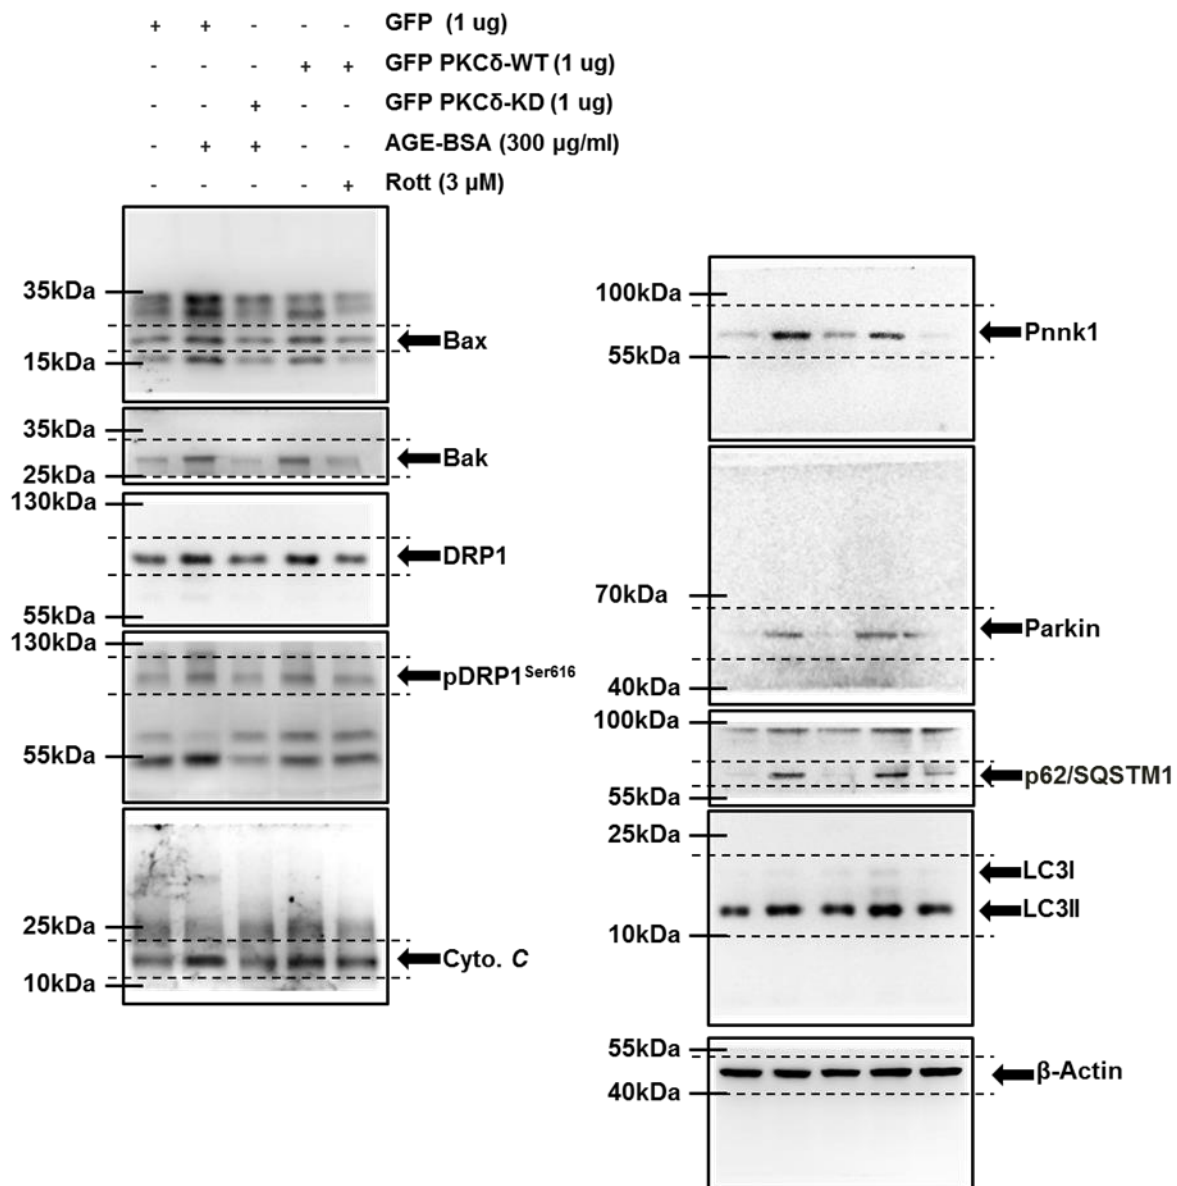 + + - - - GFP (1 ug)
- - - + + GFP PKCδ-WT (1 ug)
- - + - - GFP PKCδ-KD (1 ug)
- + + - - AGE-BSA (300 µg/ml)
- - - - + Rott (3 µM)
35kDa
Bax
15kDa
35kDa
Bak
25kDa
130kDa
DRP1
55kDa
130kDa
pDRP1Ser616
55kDa
25kDa
Cyto. C
10kDa
100kDa
Pnnk1
55kDa
70kDa
Parkin
40kDa
100kDa
p62/SQSTM1
55kDa
25kDa
LC3I
LC3II
10kDa
55kDa
β-Actin
40kDa